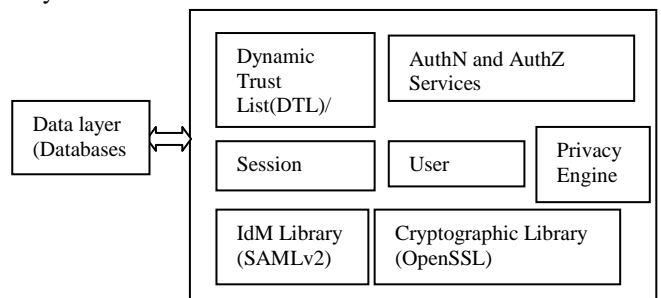 Dynamic
Trust
List(DTL)/
AuthN and AuthZ
Services
Data layer
(Databases
Session
User
Privacy
Engine
IdM Library
(SAMLv2)
Cryptographic Library
(OpenSSL)